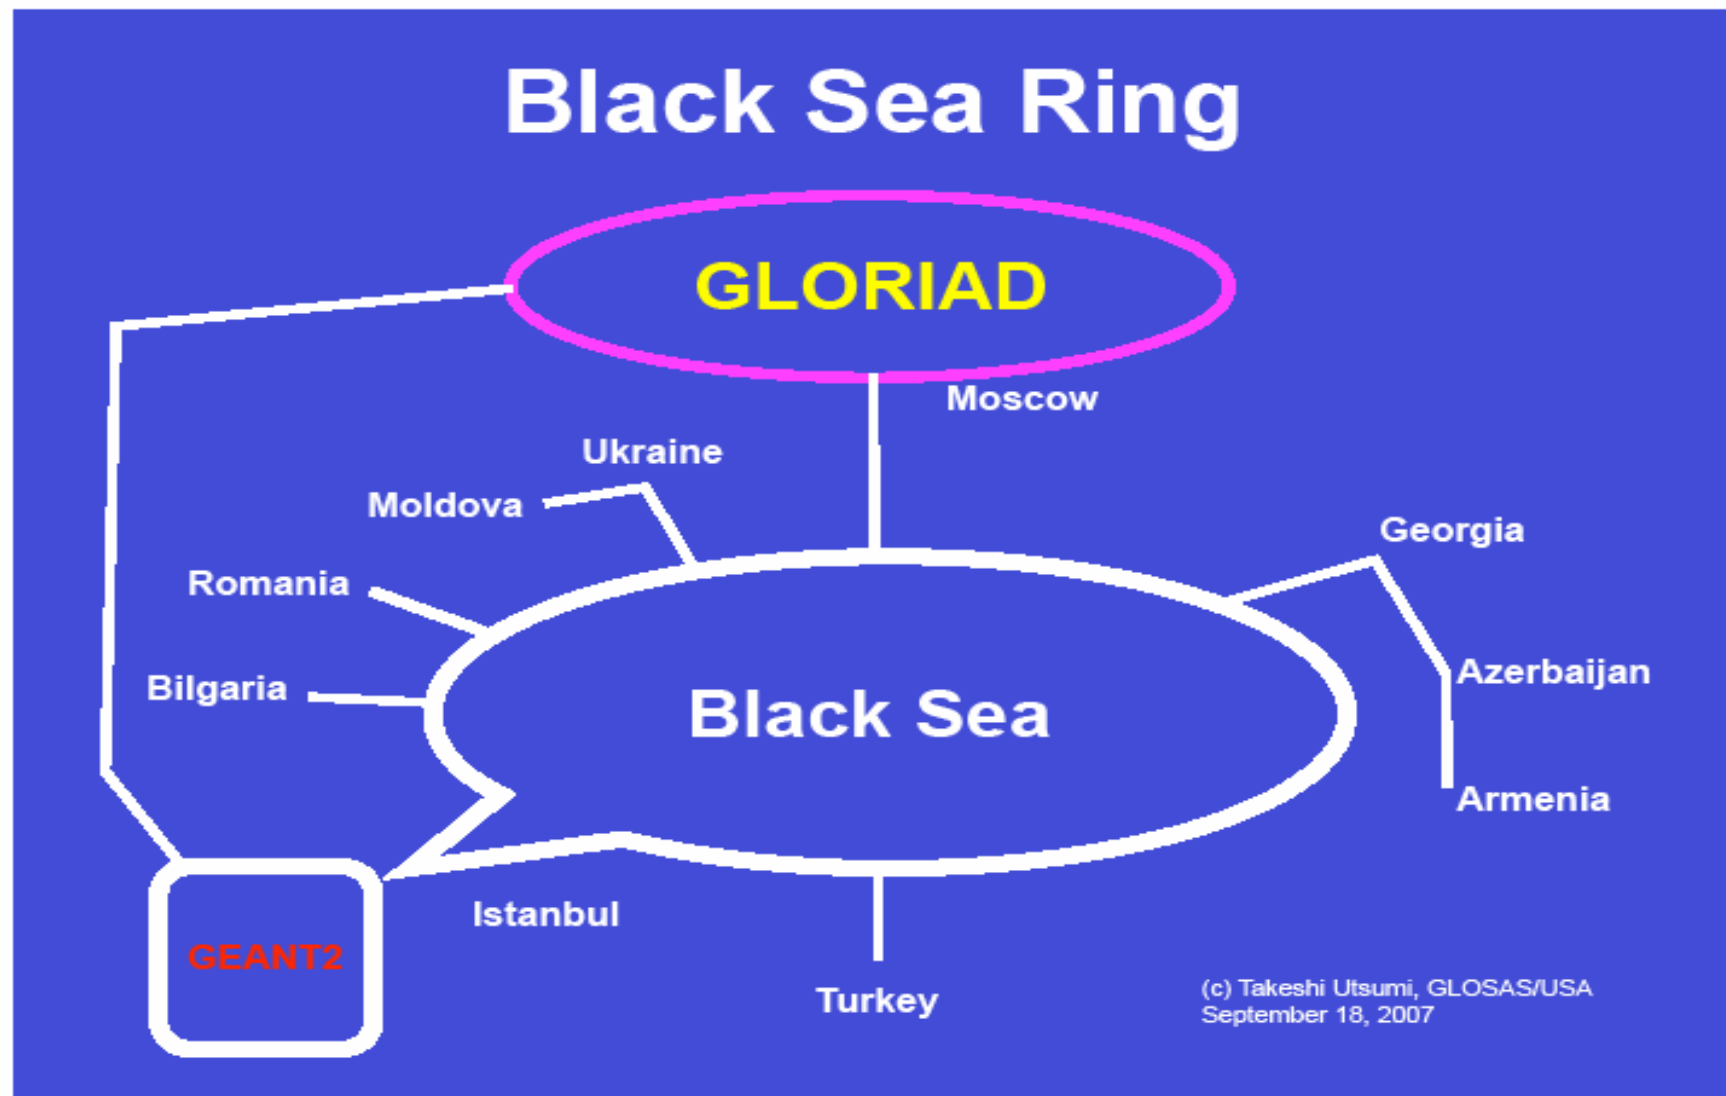 Black Sea Ring
GLORIAD
Moscow
Ukraine
Moldova
Georgia
Romania
Azerbaijan
Bilgaria
Black Sea
Armenia
Istanbul
GEANT2
Turkey
(c) Takeshi Utsumi, GLOSAS/USA
September 18, 2007